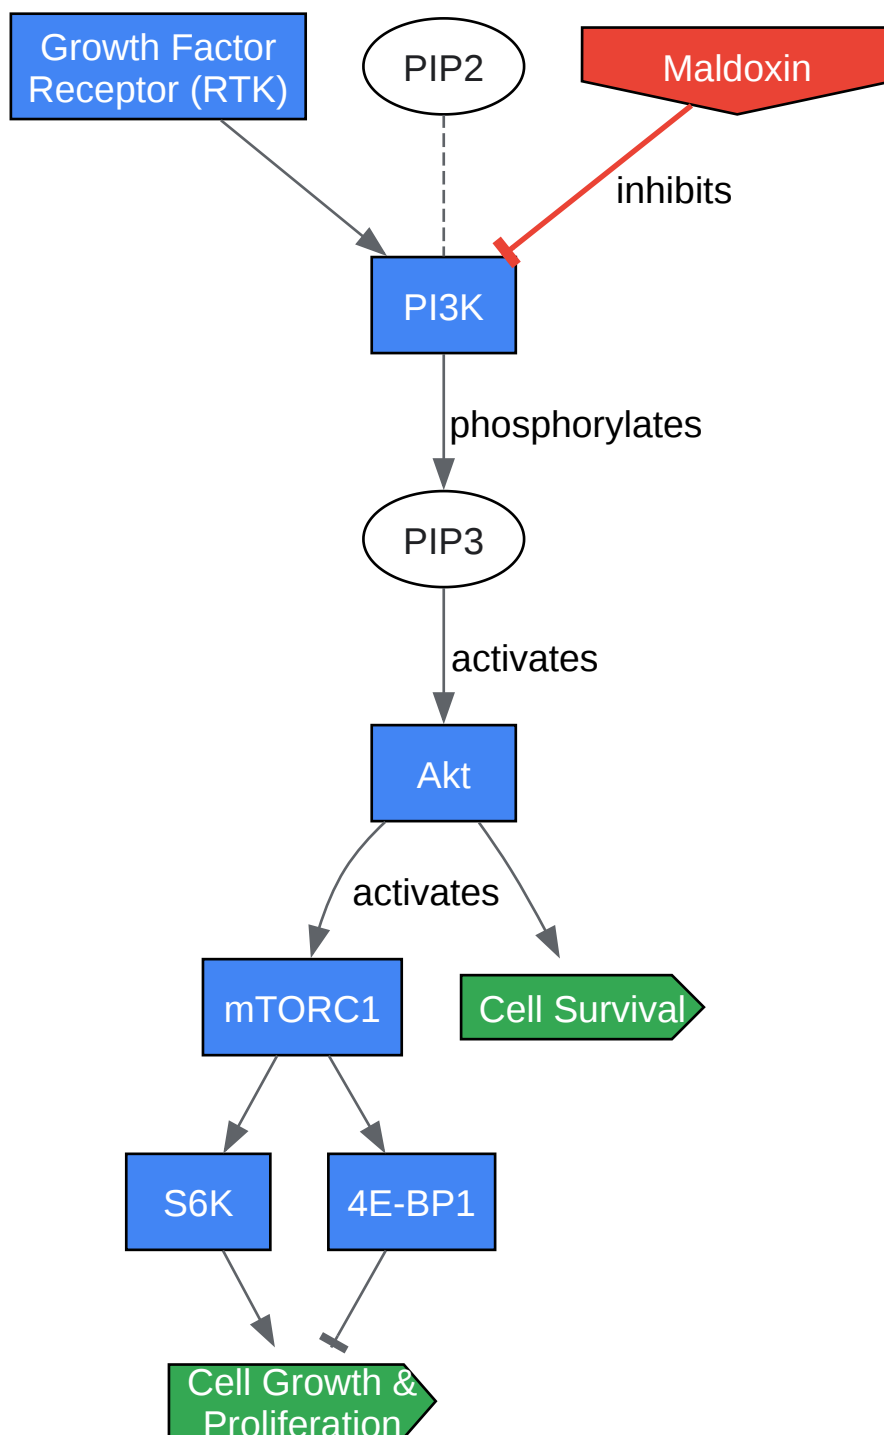 Growth Factor
Receptor (RTK)
PIP2
Maldoxin
inhibits
PI3K
phosphorylates
PIP3
activates
Akt
activates
mTORC1
Cell Survival
S6K
4E-BP1
Cell Growth &
Proliferation